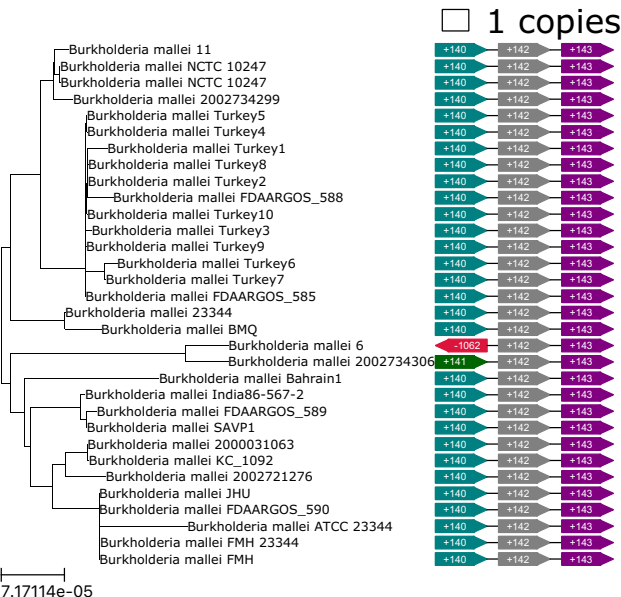 1 copies
Burkholderia mallei 11 +140 +142 +143
Burkholderia mallei NCTC 10247 +140 +142 +143
Burkholderia mallei NCTC 10247 +140 +142 +143
Burkholderia mallei 2002734299 +140 +142 +143
Burkholderia mallei Turkey5 +140 +142 +143
Burkholderia mallei Turkey4 +140 +142 +143
Burkholderia mallei Turkey1 +140 +142 +143
Burkholderia mallei Turkey8 +140 +142 +143
Burkholderia mallei Turkey2 +140 +142 +143
Burkholderia mallei FDAARGOS_588 +140 +142 +143
Burkholderia mallei Turkey10 +140 +142 +143
Burkholderia mallei Turkey3 +140 +142 +143
Burkholderia mallei Turkey9 +140 +142 +143
Burkholderia mallei Turkey6 +140 +142 +143
Burkholderia mallei Turkey7 +140 +142 +143
Burkholderia mallei FDAARGOS_585 +140 +142 +143
Burkholderia mallei 23344 +140 +142 +143
Burkholderia mallei BMQ +140 +142 +143
Burkholderia mallei 6 -1062 +142 +143
Burkholderia mallei 2002734306 +141 +142 +143
Burkholderia mallei Bahrain1 +140 +142 +143
Burkholderia mallei India86-567-2 +140 +142 +143
Burkholderia mallei FDAARGOS_589 +140 +142 +143
Burkholderia mallei SAVP1 +140 +142 +143
Burkholderia mallei 2000031063 +140 +142 +143
Burkholderia mallei KC_1092 +140 +142 +143
Burkholderia mallei 2002721276 +140 +142 +143
Burkholderia mallei JHU +140 +142 +143
Burkholderia mallei FDAARGOS_590 +140 +142 +143
Burkholderia mallei ATCC 23344 +140 +142 +143
Burkholderia mallei FMH 23344 +140 +142 +143
Burkholderia mallei FMH +140 +142 +143
7.17114e-05